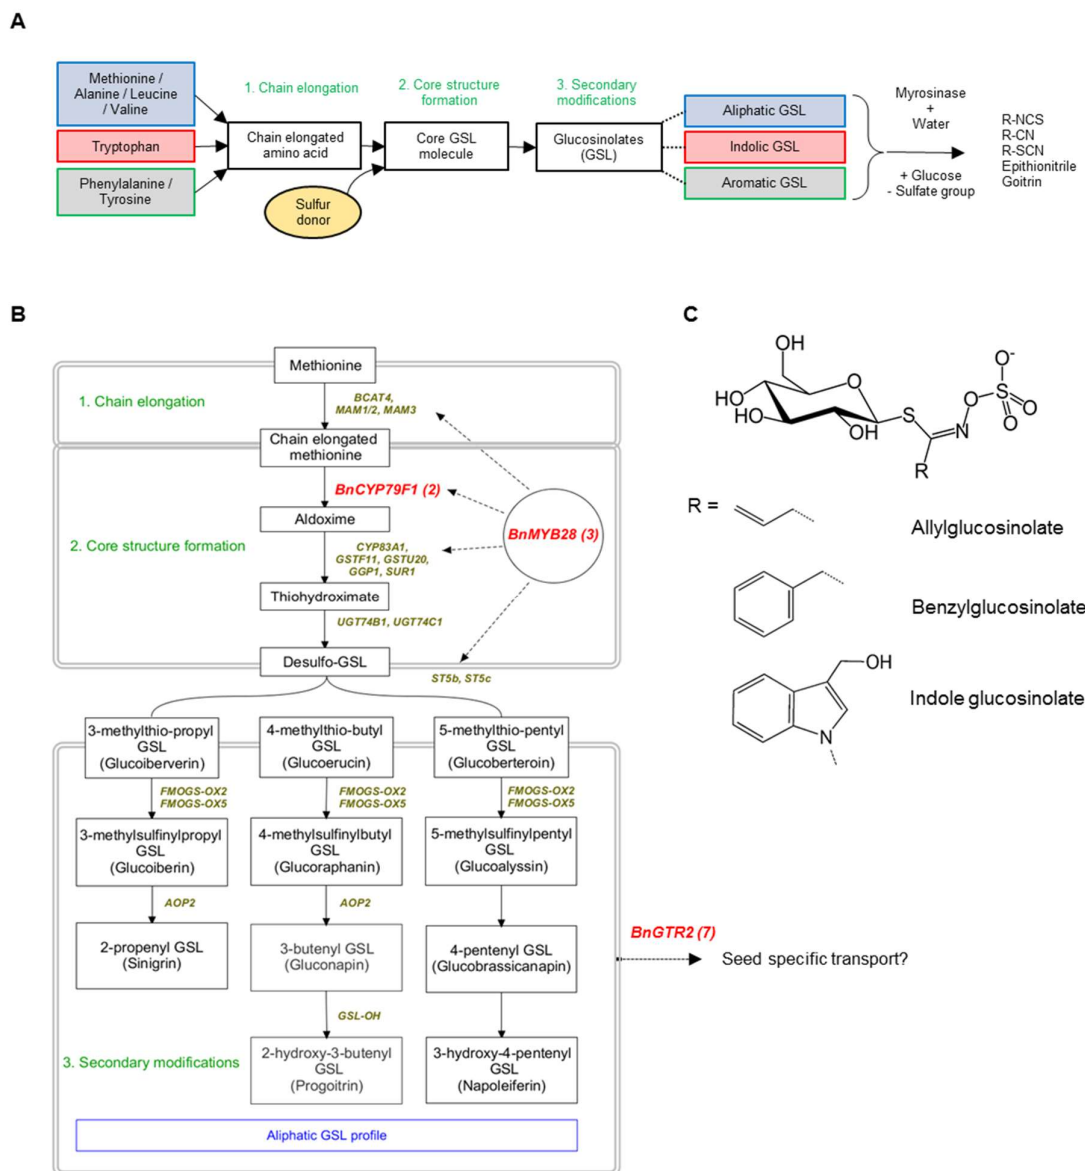 A
Methionine /
Alanine / Leucine /
Valine
Tryptophan
Phenylalanine /
Tyrosine
1. Chain elongation
Chain elongated
amino acid
Sulfur
donor
2. Core structure
formation
Core GSL
molecule
3. Secondary
modifications
Glucosinolates
(GSL)
Aliphatic GSL
Indolic GSL
Aromatic GSL
Myrosinase
+
Water
+ Glucose
- Sulfate group
R-NCS
R-CN
R-SCN
Epithionitrile
Goitrin
B
Methionine
1. Chain elongation
BCAT4,
MAM1/2, MAM3
Chain elongated
methionine
BnCYP79F1 (2)
Aldoxime
BnMYB28 (3)
2. Core structure formation
CYP83A1,
GSTF11, GSTU20,
GGP1, SUR1
Thiohydroximate
UGT74B1, UGT74C1
Desulfo-GSL
ST5b, ST5c
3-methylthio-propyl
GSL
(Glucoiberverin)
4-methylthio-butyl
GSL
(Glucoerucin)
5-methylthio-pentyl
GSL
(Glucoberteroin)
FMOGS-OX2
FMOGS-OX5
FMOGS-OX2
FMOGS-OX5
FMOGS-OX2
FMOGS-OX5
3-methylsulfinylpropyl
GSL
(Glucoiberin)
4-methylsulfinylbutyl
GSL
(Glucoraphanin)
5-methylsulfinylpentyl
GSL
(Glucoalyssin)
AOP2
AOP2
2-propenyl GSL
(Sinigrin)
3-butenyl GSL
(Gluconapin)
4-pentenyl GSL
(Glucobrassicanapin)
BnGTR2 (7)
Seed specific transport?
GSL-OH
3. Secondary modifications
2-hydroxy-3-butenyl
GSL
(Progoitrin)
3-hydroxy-4-pentenyl
GSL
(Napoleiferin)
Aliphatic GSL profile
C
OH
O-
HO
O
O
S
O
HO
S
O
OH
N
R
R =
Allylglucosinolate
Benzylglucosinolate
OH
Indole glucosinolate
N